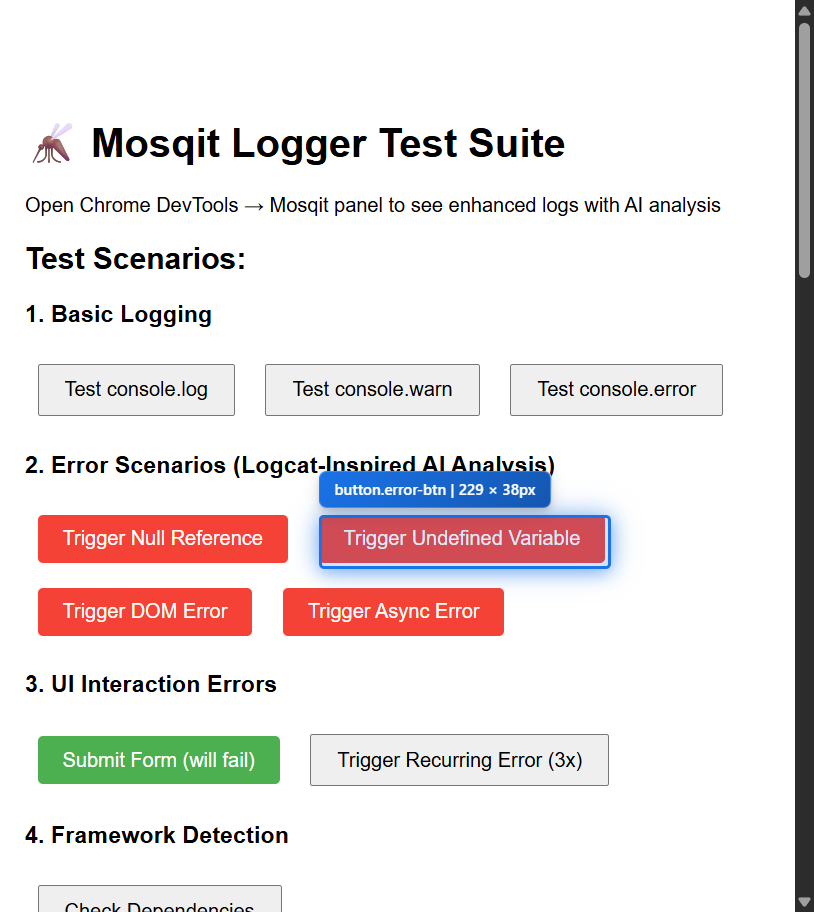 Mosqit Logger Test Suite
Open Chrome DevTools → Mosqit panel to see enhanced logs with AI analysis
Test Scenarios:
1. Basic Logging
Test console.log Test console.warn Test console.error
2. Error Scenarios (Logcat-Inspired AI Analysis)
button.error-btn | 229 × 38px
Trigger Null Reference Trigger Undefined Variable
Trigger DOM Error Trigger Async Error
3. UI Interaction Errors
Submit Form (will fail) Trigger Recurring Error (3x)
4. Framework Detection
Check Dependencies